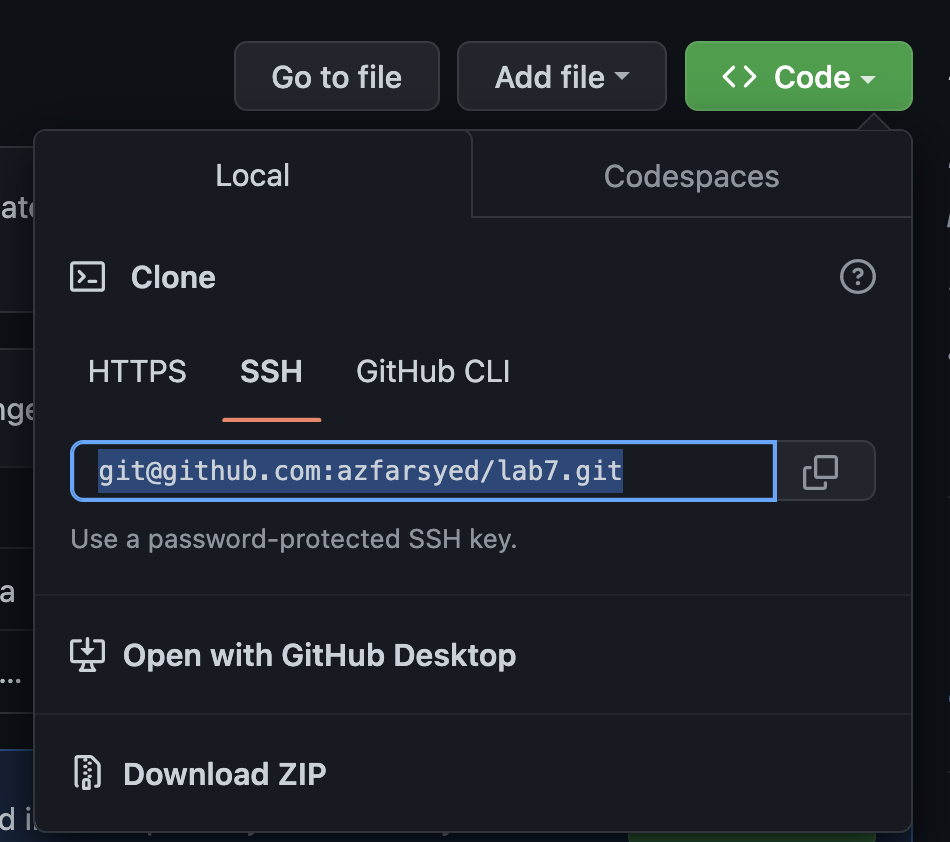 Go to file
Add file
Code
Local
Codespaces
Clone
HTTPS
SSH
GitHub CLI
git@github.com:azfarsyed/lab7.git
Use a password-protected SSH key.
a
...
Open with GitHub Desktop
Download ZIP